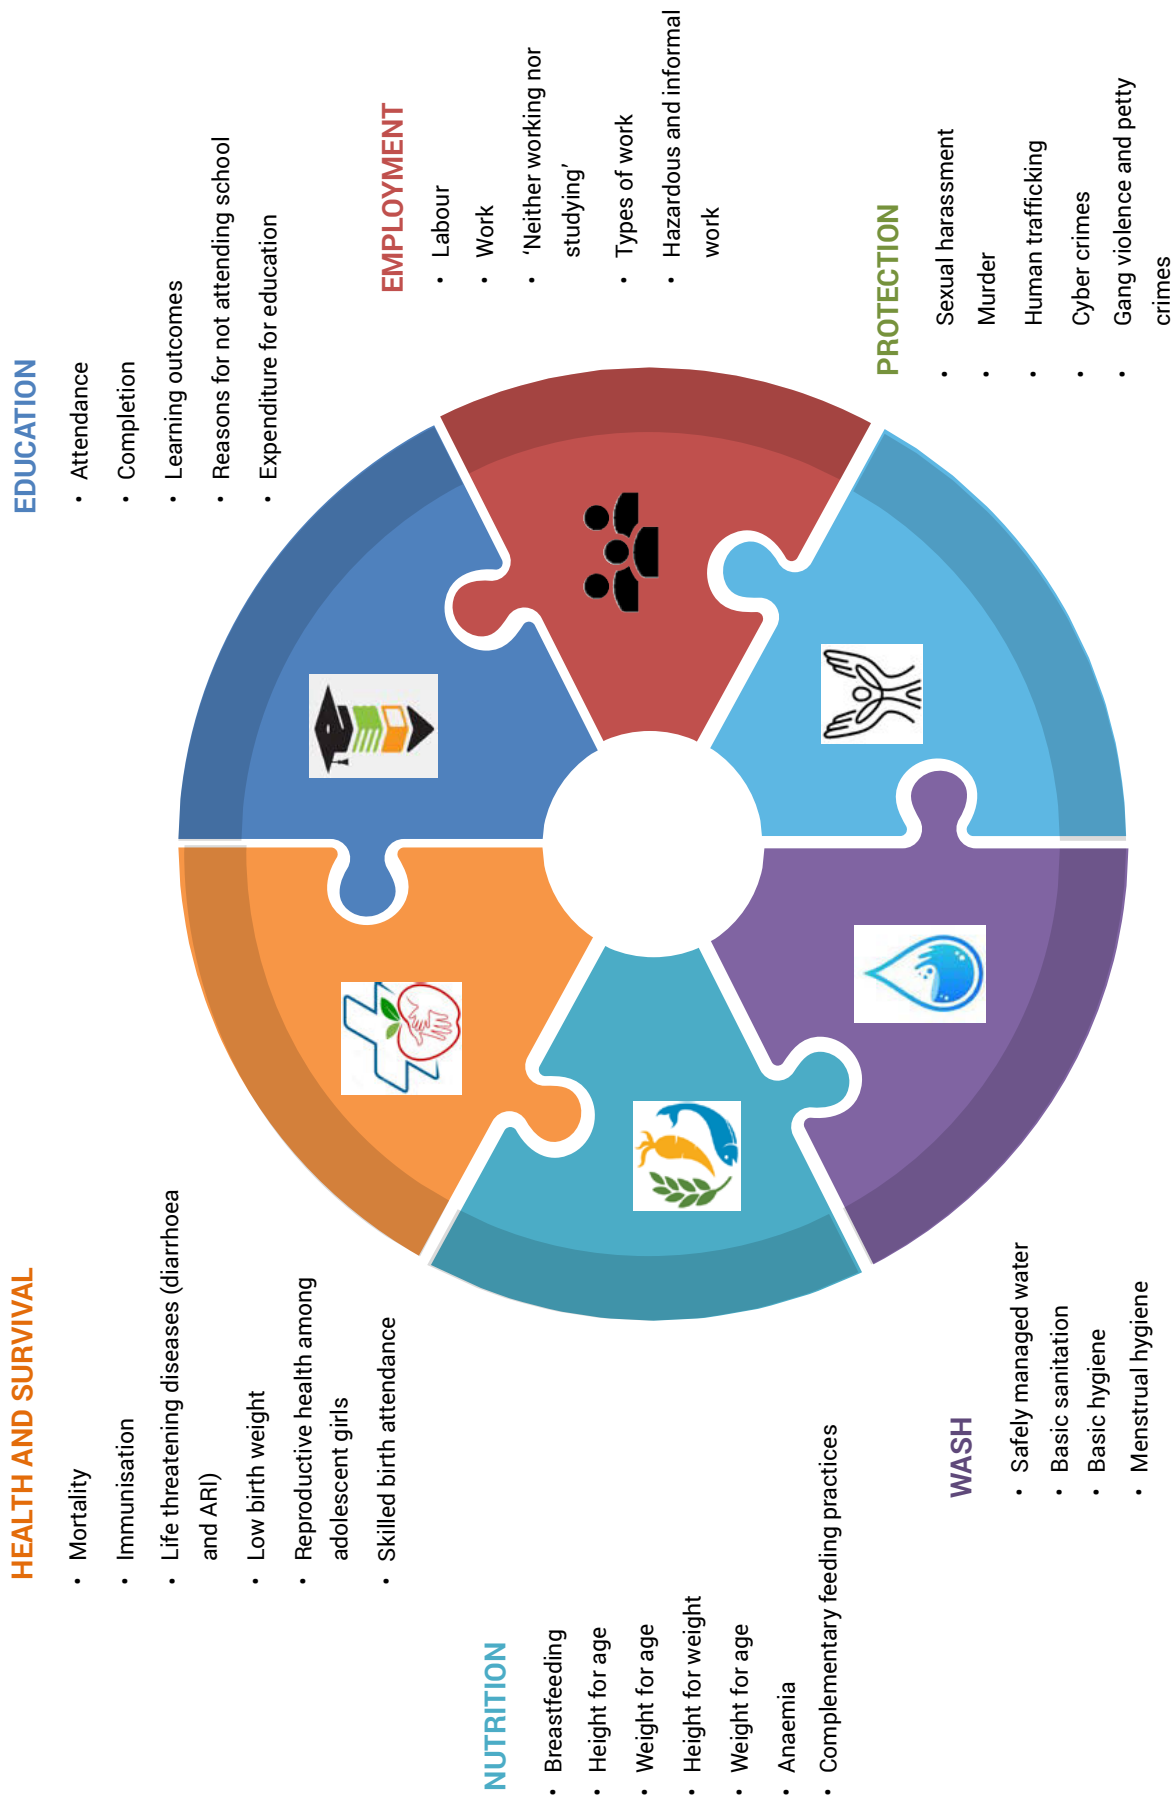 HEALTH AND SURVIVAL
• Mortality
• Immunisation
• Life threatening diseases (diarrhoea
and ARI)
• Low birth weight
• Reproductive health among
adolescent girls
• Skilled birth attendance
EDUCATION
• Attendance
• Completion
• Learning outcomes
• Reasons for not attending school
• Expenditure for education
EMPLOYMENT
• Labour
• Work
• ‘Neither working nor
studying’
• Types of work
• Hazardous and informal
work
NUTRITION
• Breastfeeding
• Height for age
• Weight for age
• Height for weight
• Weight for age
• Anaemia
• Complementary feeding practices
WASH
• Safely managed water
• Basic sanitation
• Basic hygiene
• Menstrual hygiene
PROTECTION
• Sexual harassment
• Murder
• Human trafficking
• Cyber crimes
• Gang violence and petty
crimes